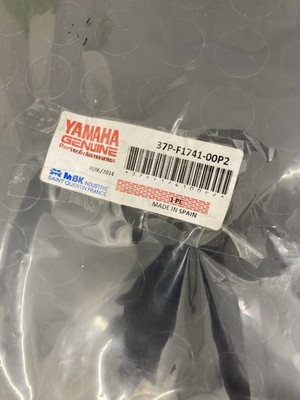 YAMAHA
GENUINE
Parts & Accessories
37P-F1741-00P2
MBK INDUSTRIE
SAINT QUENTIN FRANCE
1 PC
MADE IN SPAIN